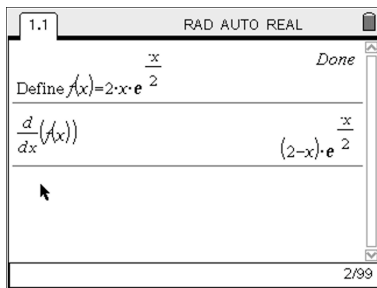 1.1 RAD AUTO REAL
Define f(x)=2·x·e^(-x/2) Done
d/dx(f(x)) (2-x)·e^(-x/2)
2/99